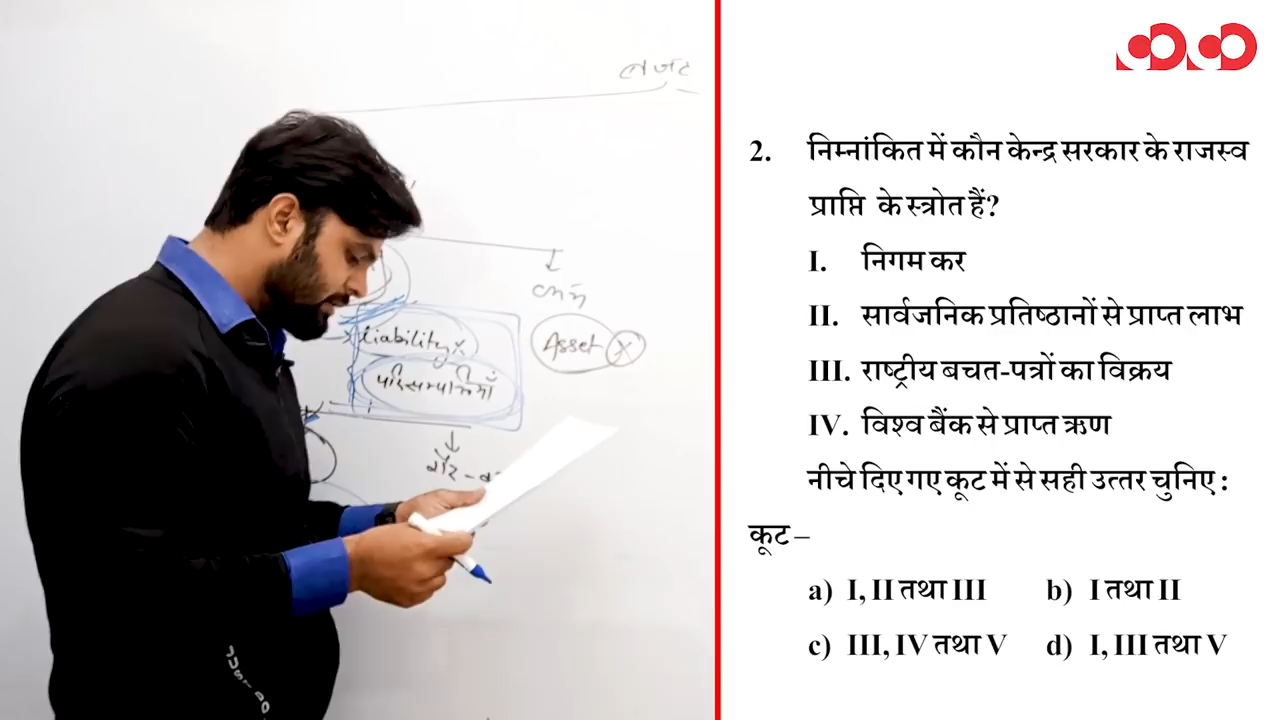 बजट
liability x
परिसम्पत्तियाँ
Asset x
2. निम्नांकित में कौन केन्द्र सरकार के राजस्व
प्राप्ति के स्त्रोत हैं?
I. निगम कर
II. सार्वजनिक प्रतिष्ठानों से प्राप्त लाभ
III. राष्ट्रीय बचत-पत्रों का विक्रय
IV. विश्व बैंक से प्राप्त ऋण
नीचे दिए गए कूट में से सही उत्तर चुनिए :
कूट –
a) I, II तथा III b) I तथा II
c) III, IV तथा V d) I, III तथा V